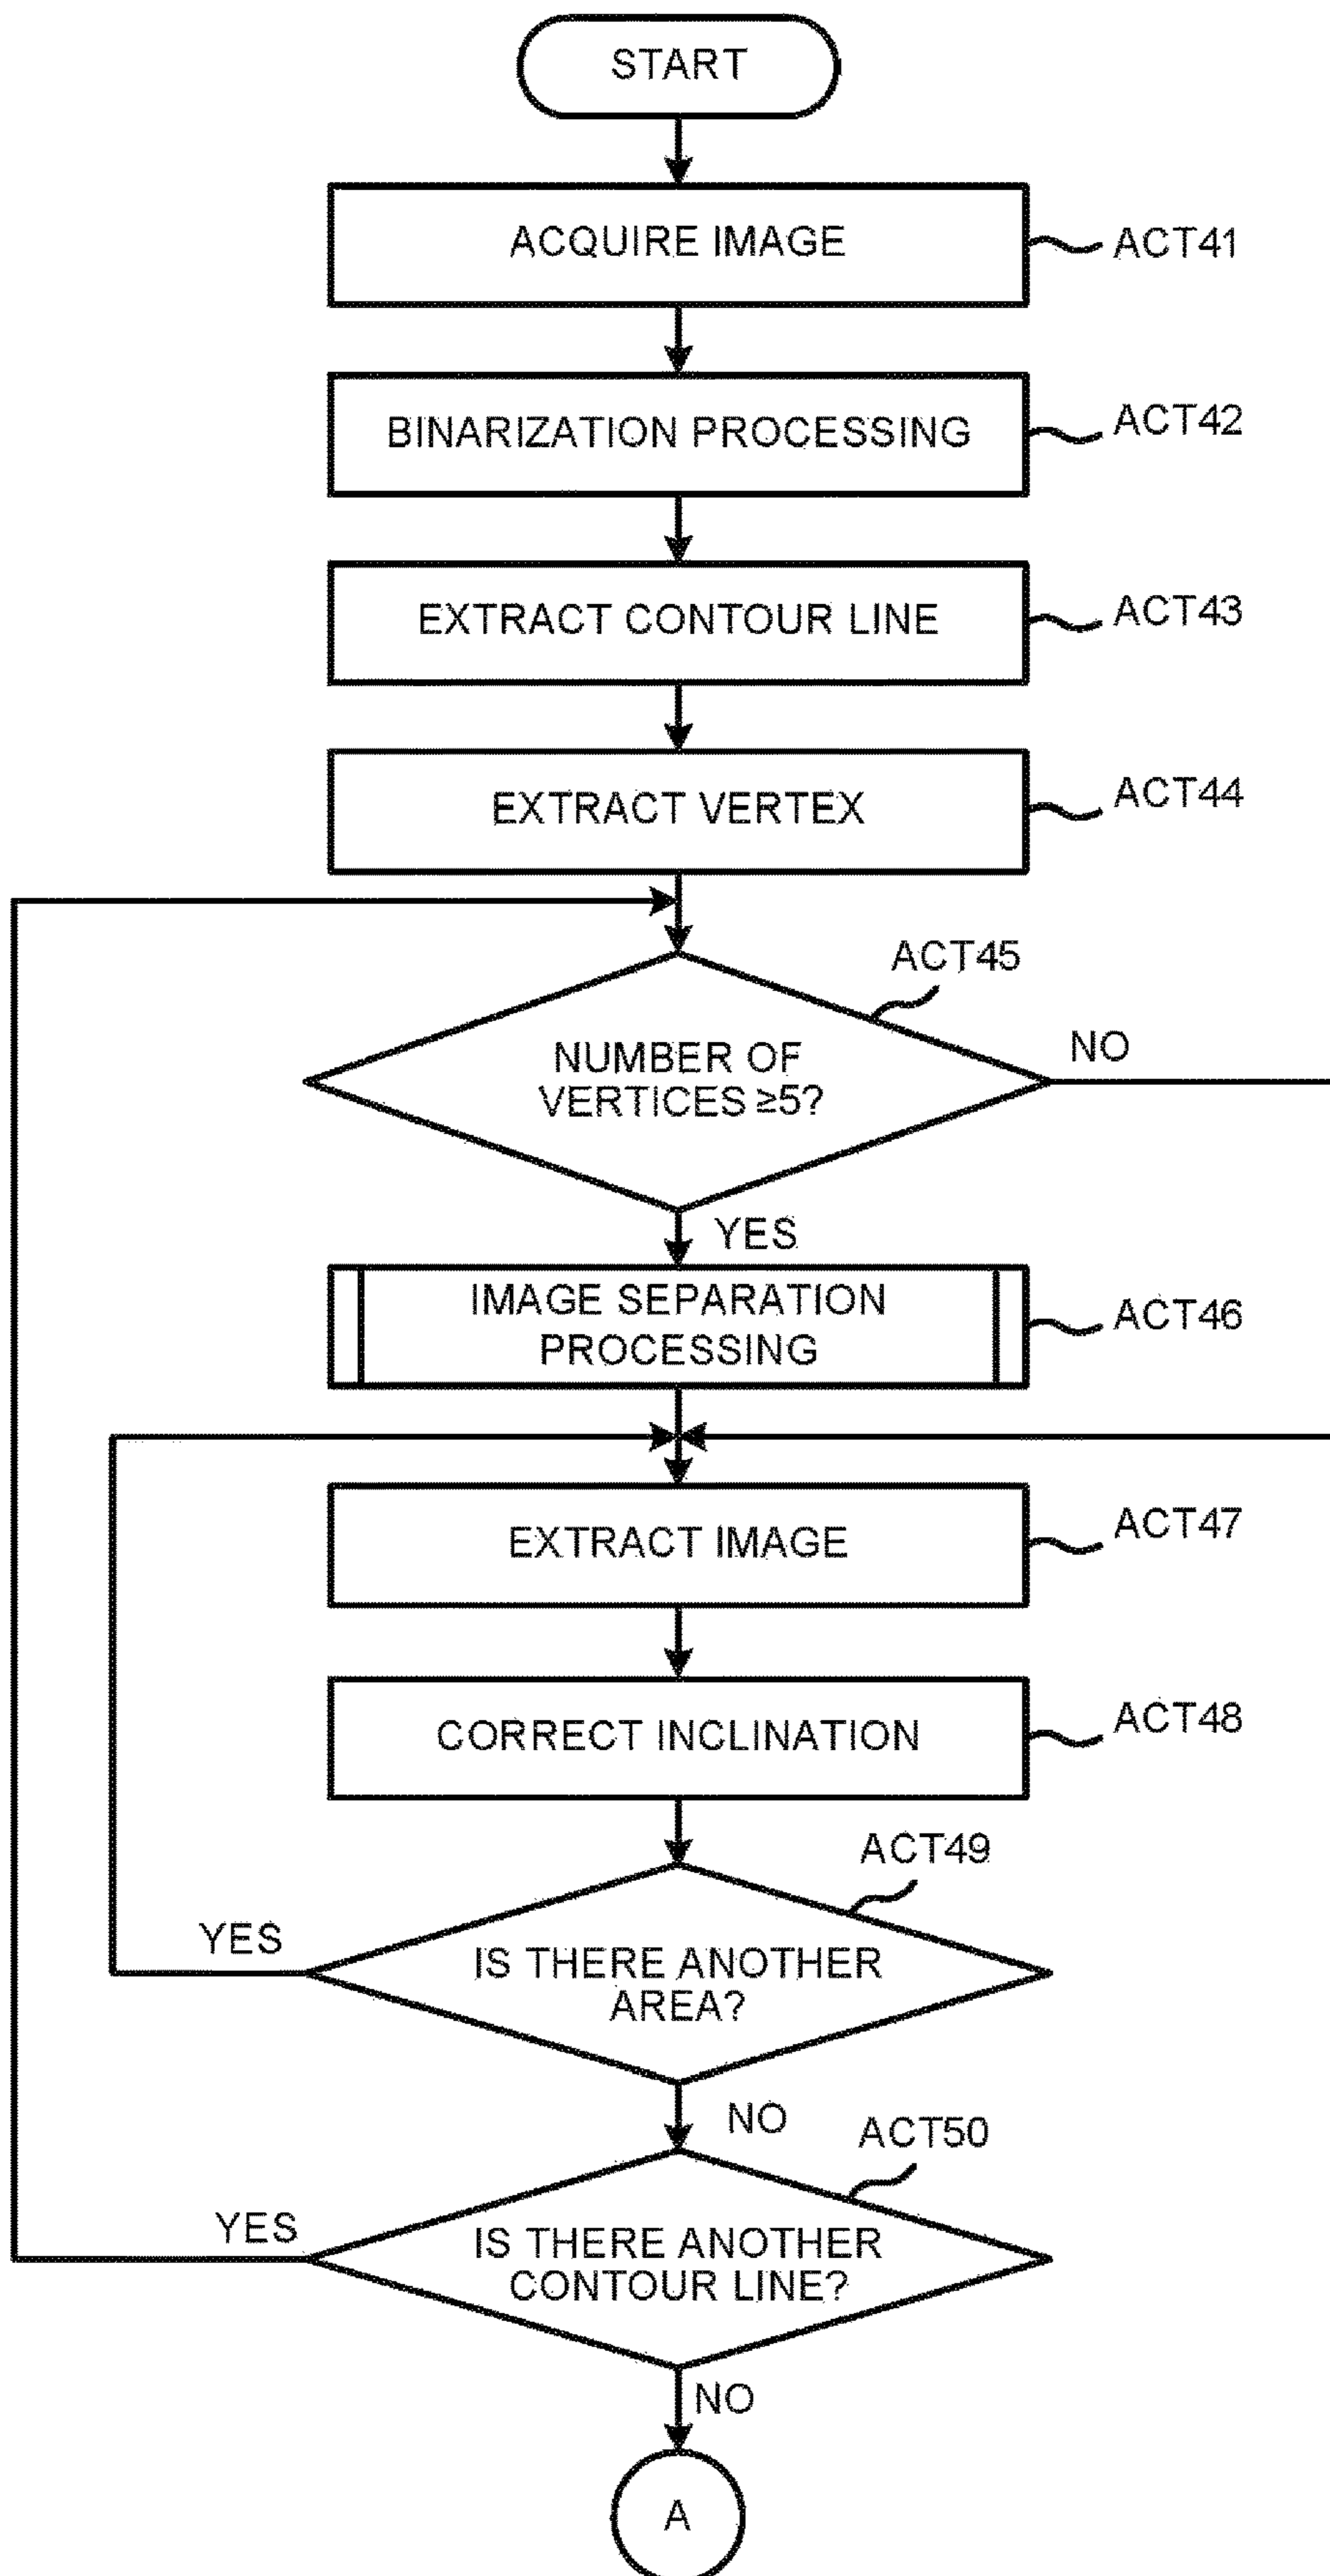 START
ACQUIRE IMAGE
ACT41
BINARIZATION PROCESSING
ACT42
EXTRACT CONTOUR LINE
ACT43
EXTRACT VERTEX
ACT44
ACT45
NUMBER OF
VERTICES ≥5?
NO
YES
IMAGE SEPARATION
PROCESSING
ACT46
EXTRACT IMAGE
ACT47
CORRECT INCLINATION
ACT48
ACT49
YES
IS THERE ANOTHER
AREA?
NO
ACT50
YES
IS THERE ANOTHER
CONTOUR LINE?
NO
A